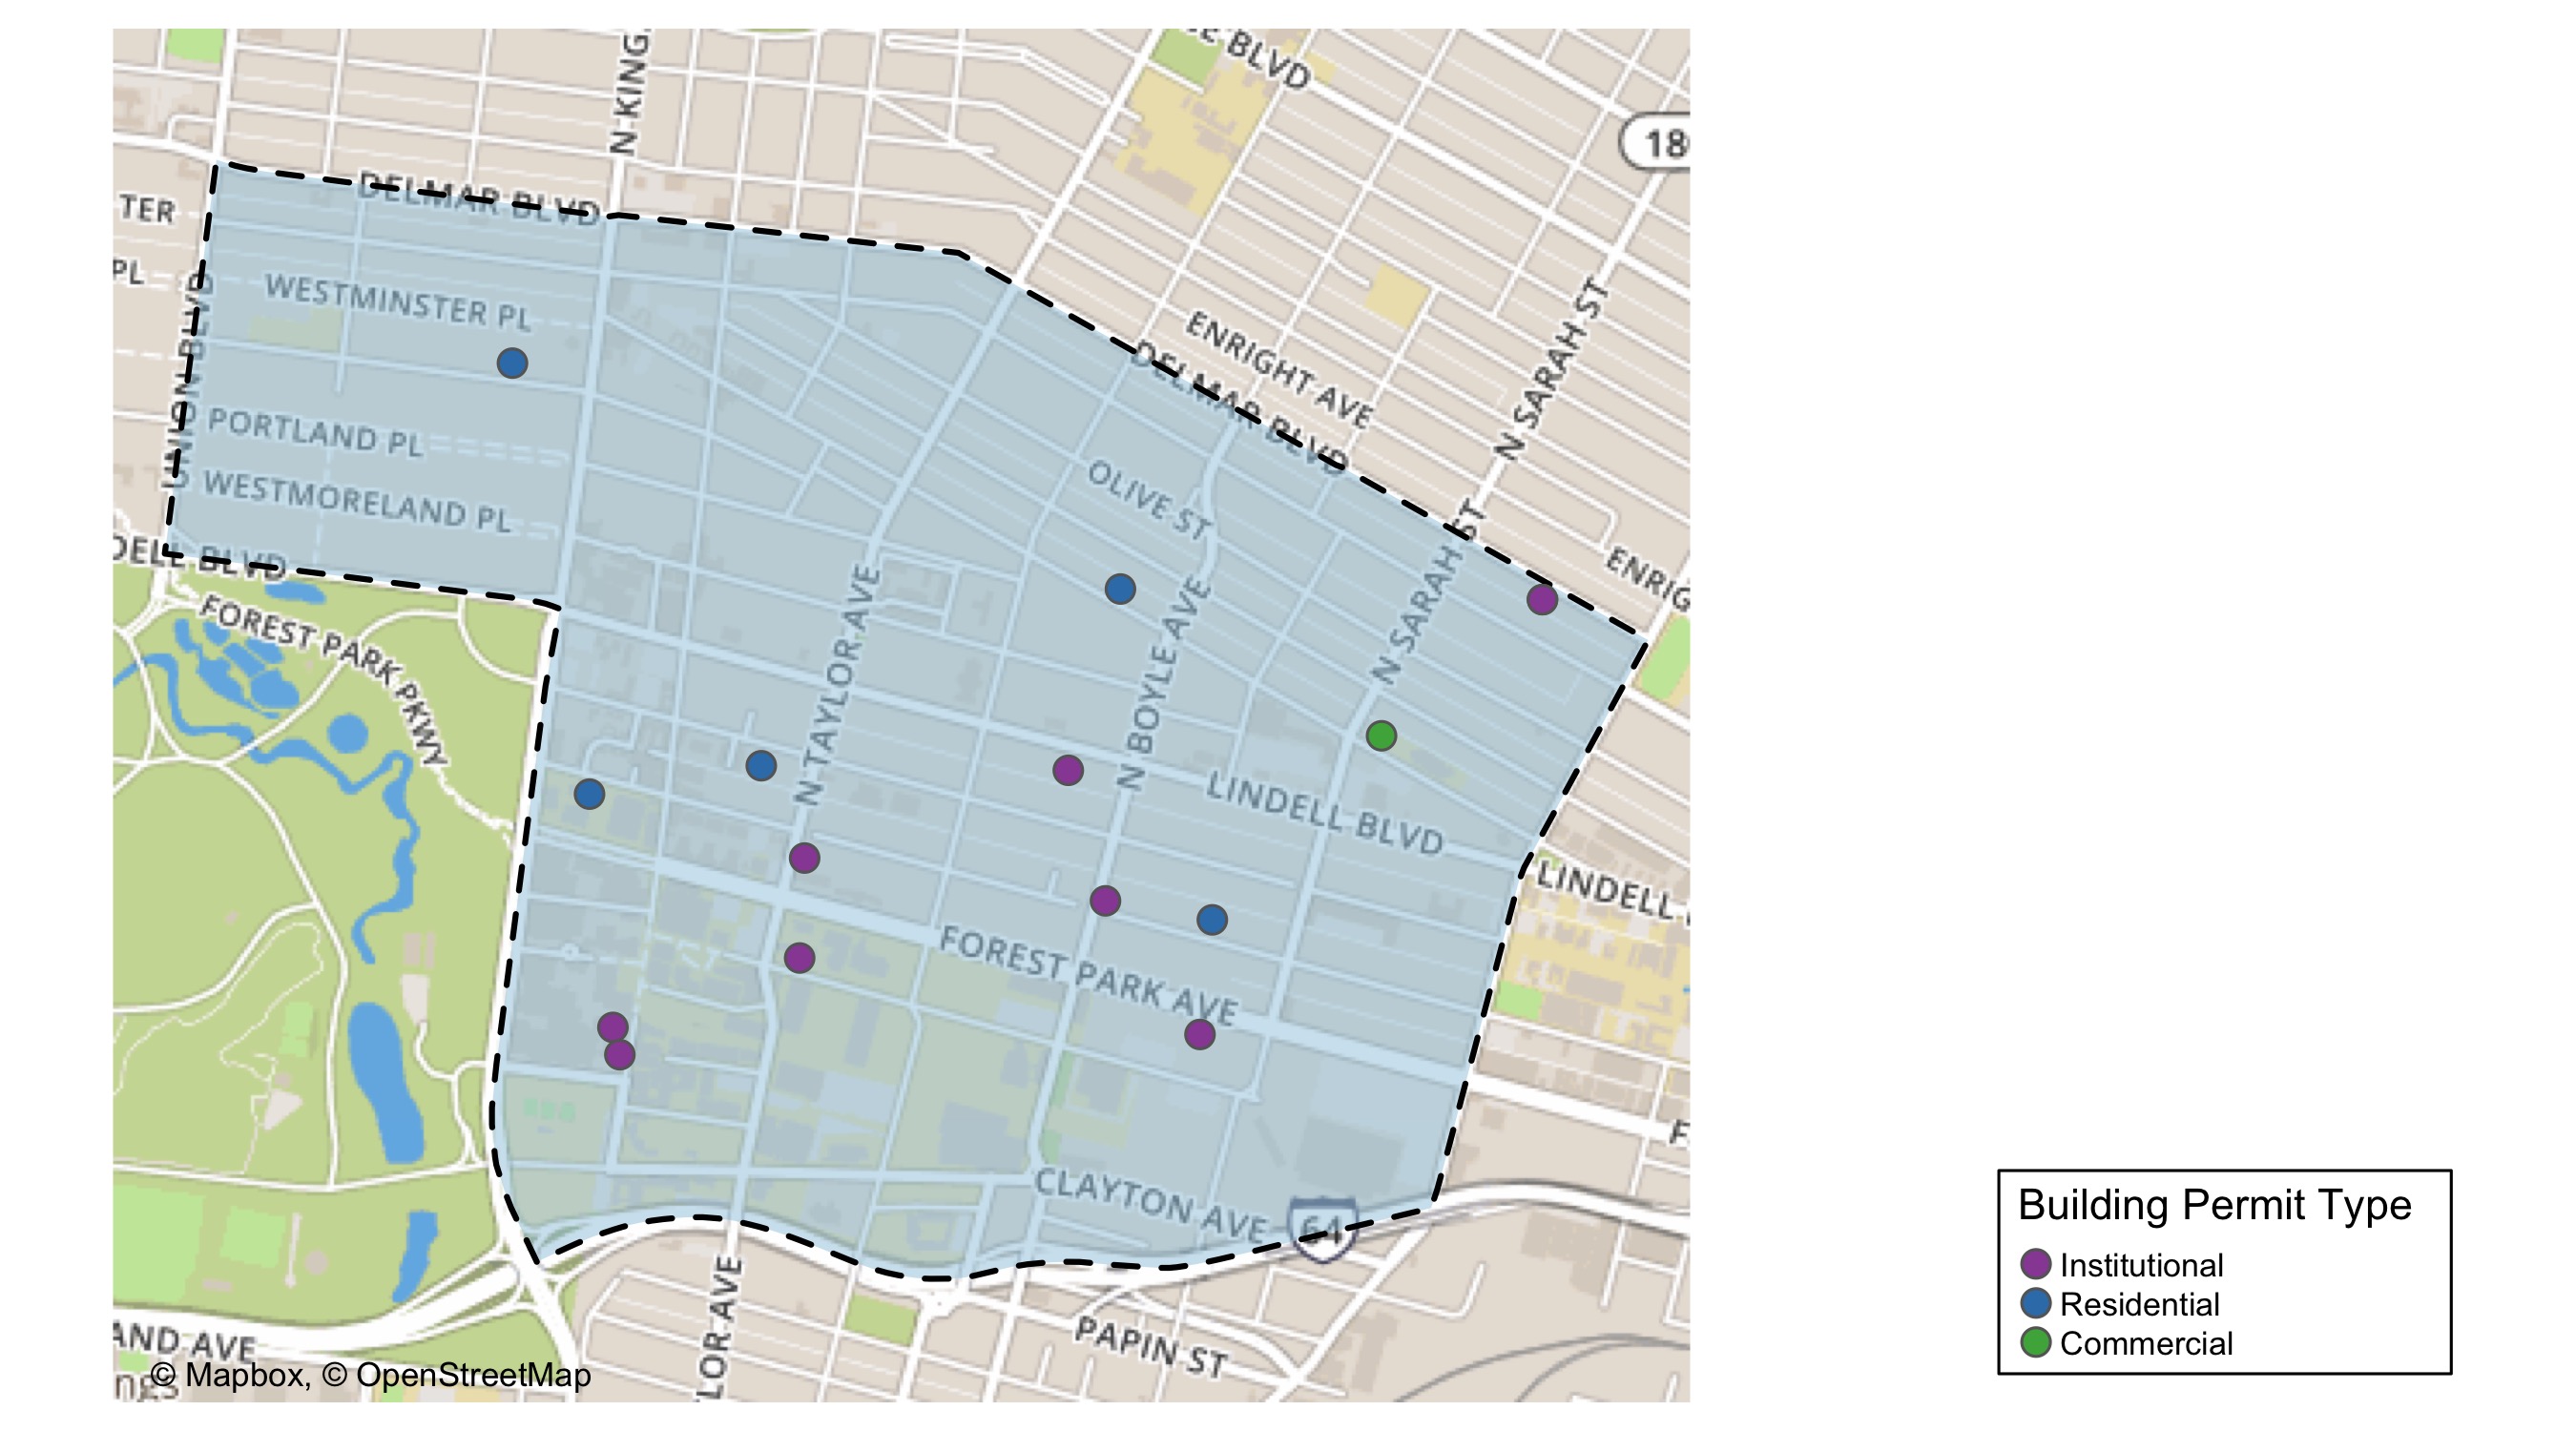 BLVD
N KING
18
TER
DELMAR BLVD
PL
WESTMINSTER PL
UNION BLVD
ENRIGHT AVE
DELMAR BLVD
N SARAH ST
PORTLAND PL
WESTMORELAND PL
OLIVE ST
DELL BLVD
N SARAH ST
ENRIG
FOREST PARK PKWY
N TAYLOR AVE
N BOYLE AVE
LINDELL BLVD
LINDELL
FOREST PARK AVE
F
CLAYTON AVE
64
LOR AVE
PAPIN ST
AND AVE
© Mapbox, © OpenStreetMap
Building Permit Type
Institutional
Residential
Commercial